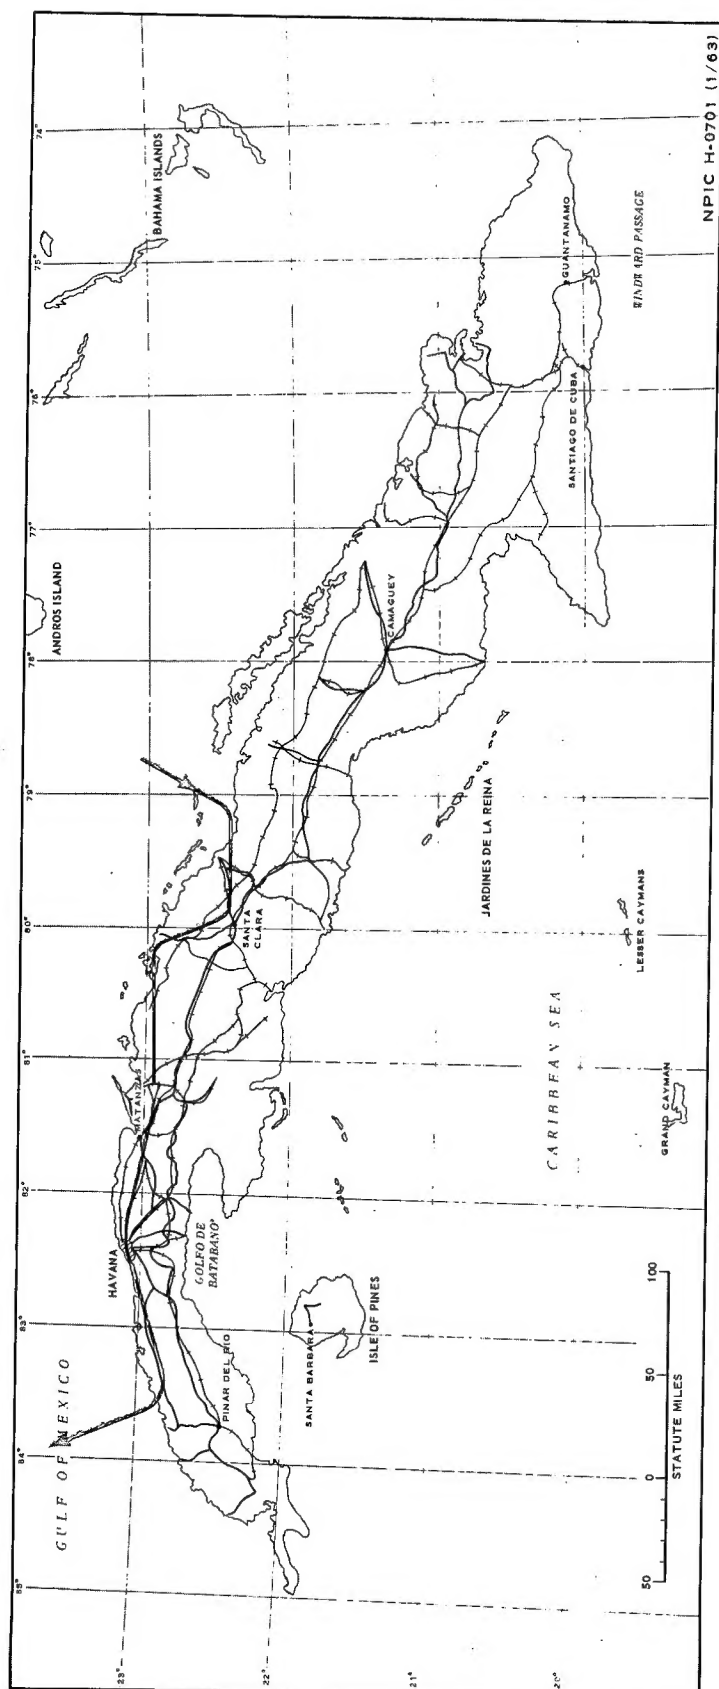 GULF OF MEXICO
HAVANA
MATANZAS
GOLFO DE
BATABANO
PINAR DEL RIO
SANTA BARBARA
ISLE OF PINES
SANTA
CLARA
ANDROS ISLAND
BAHAMA ISLANDS
CAMAGUEY
JARDINES DE LA REINA
SANTIAGO DE CUBA
GUANTANAMO
WINDWARD PASSAGE
CARIBBEAN SEA
LESSER CAYMANS
GRAND CAYMAN
85°
84°
83°
82°
81°
80°
79°
78°
77°
76°
75°
74°
23°
22°
21°
20°
50 0 50 100
STATUTE MILES
NPIC H-0701 (1/63)